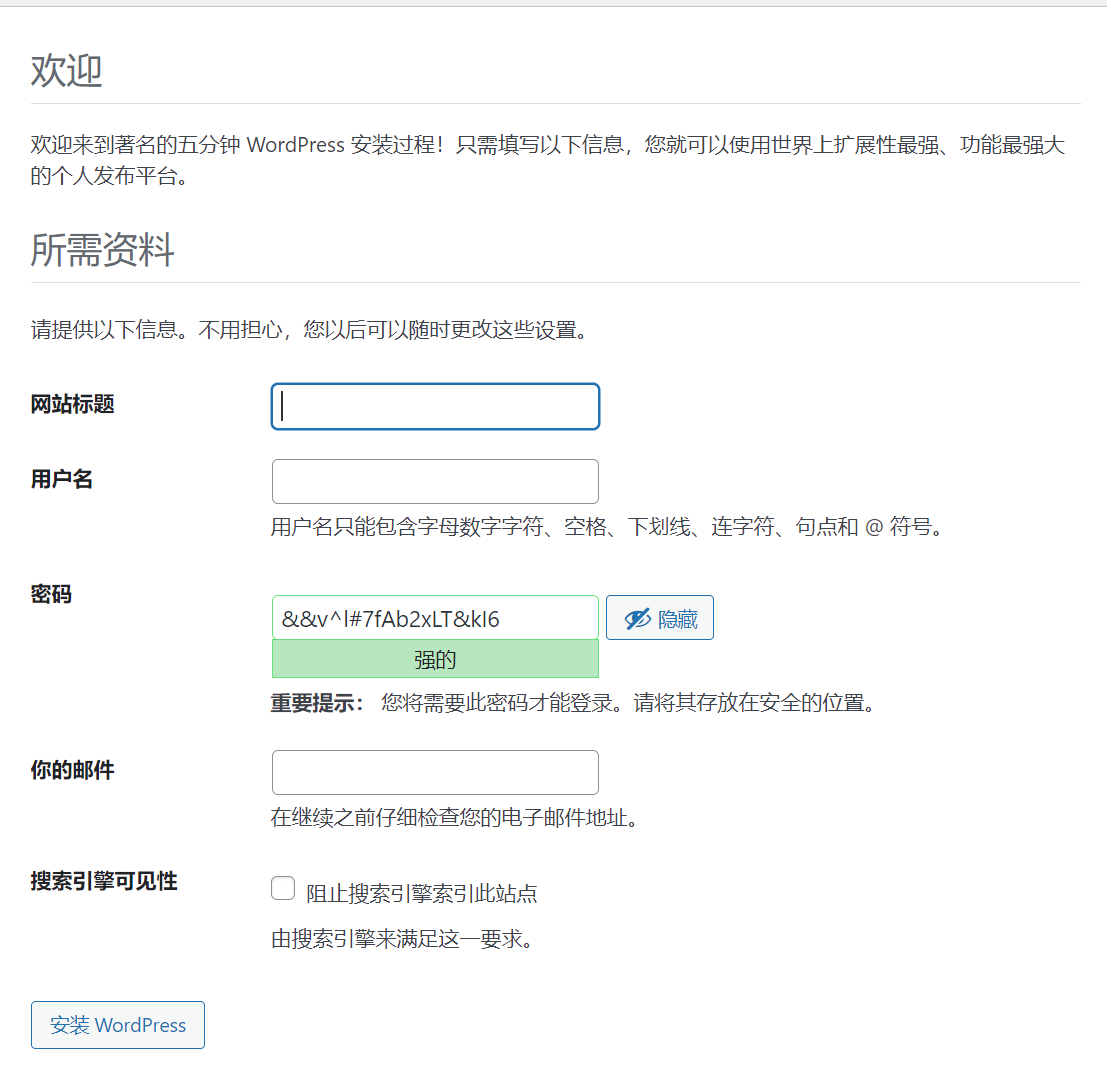 欢迎
欢迎来到著名的五分钟 WordPress 安装过程！只需填写以下信息，您就可以使用世界上扩展性最强、功能最强大
的个人发布平台。
所需资料
请提供以下信息。不用担心，您以后可以随时更改这些设置。
网站标题
用户名
用户名只能包含字母数字字符、空格、下划线、连字符、句点和 @ 符号。
密码
&&v^l#7fAb2xLT&kI6
隐藏
强的
重要提示： 您将需要此密码才能登录。请将其存放在安全的位置。
你的邮件
在继续之前仔细检查您的电子邮件地址。
搜索引擎可见性
阻止搜索引擎索引此站点
由搜索引擎来满足这一要求。
安装 WordPress